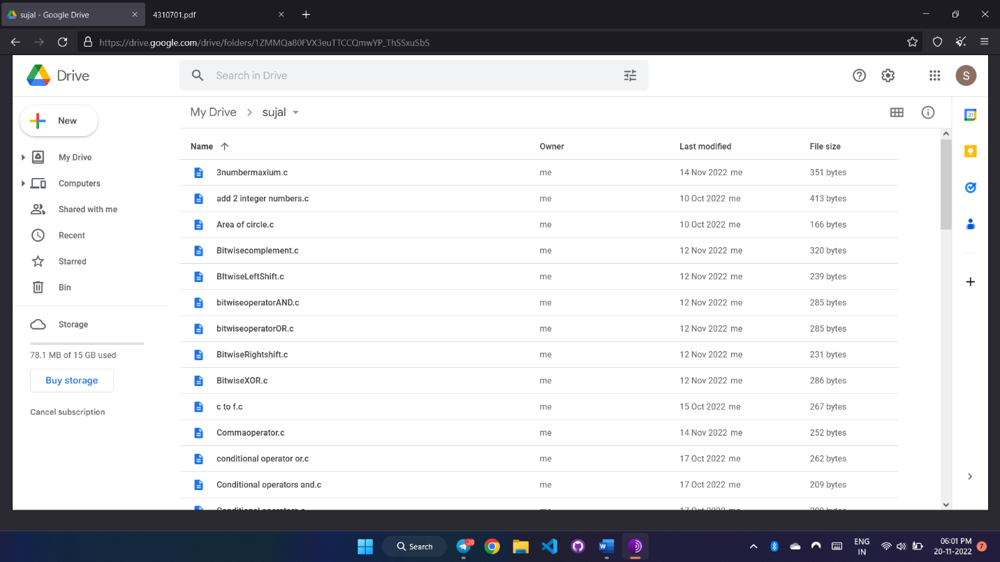 sujal - Google Drive
4310701.pdf
https://drive.google.com/drive/folders/1ZMMQa80FVX3euTTCCQmwYP_ThSSxuSbS
Drive
Search in Drive
S
New
My Drive
Computers
Shared with me
Recent
Starred
Bin
Storage
78.1 MB of 15 GB used
Buy storage
Cancel subscription
My Drive > sujal
Name Owner Last modified File size
3numbermaxium.c me 14 Nov 2022 me 351 bytes
add 2 integer numbers.c me 10 Oct 2022 me 413 bytes
Area of circle.c me 10 Oct 2022 me 166 bytes
Bitwisecomplement.c me 12 Nov 2022 me 320 bytes
BItwiseLeftShift.c me 12 Nov 2022 me 239 bytes
bitwiseoperatorAND.c me 12 Nov 2022 me 285 bytes
bitwiseoperatorOR.c me 12 Nov 2022 me 285 bytes
BitwiseRightshift.c me 12 Nov 2022 me 231 bytes
BitwiseXOR.c me 12 Nov 2022 me 286 bytes
c to f.c me 15 Oct 2022 me 267 bytes
Commaoperator.c me 14 Nov 2022 me 252 bytes
conditional operator or.c me 17 Oct 2022 me 262 bytes
Conditional operators and.c me 17 Oct 2022 me 209 bytes
31
Search
20
W
ENG
IN
06:01 PM
20-11-2022
7